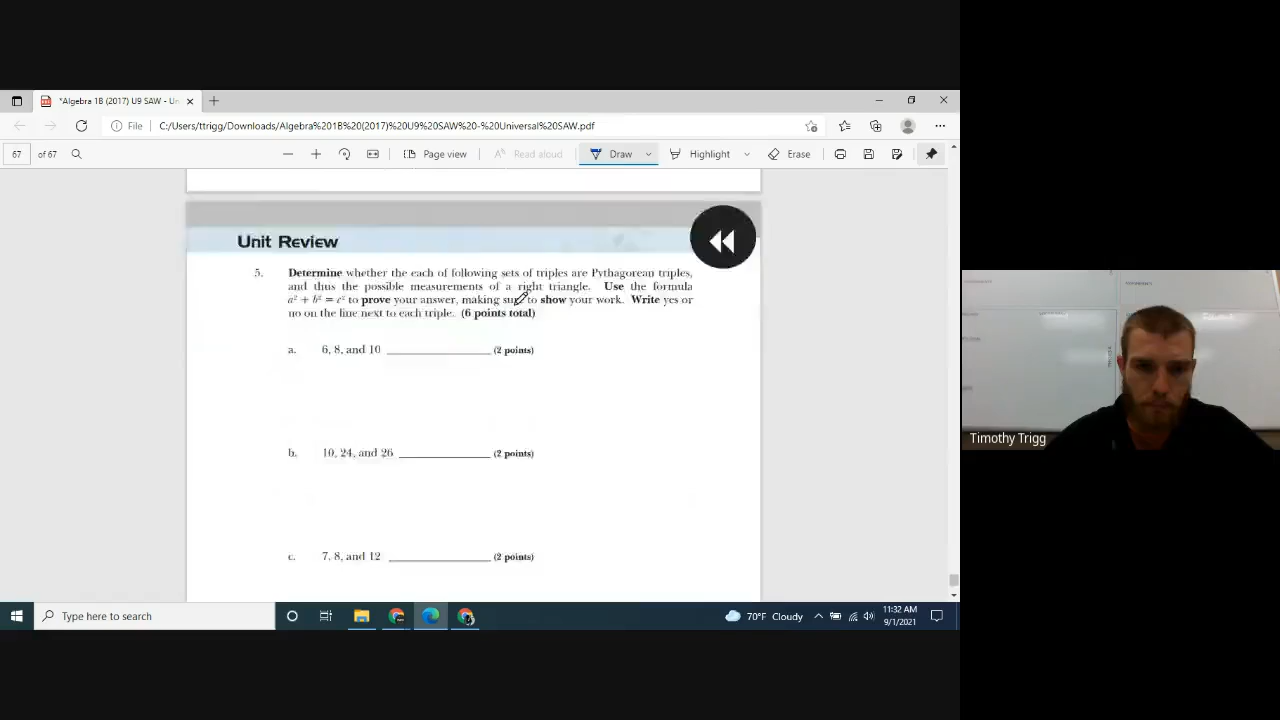 *Algebra 1B (2017) U9 SAW - Un
File C:/Users/ttrigg/Downloads/Algebra%201B%20(2017)%20U9%20SAW%20-%20Universal%20SAW.pdf
67 of 67 Page view Read aloud Draw Highlight Erase
Unit Review
5. Determine whether the each of following sets of triples are Pythagorean triples,
and thus the possible measurements of a right triangle. Use the formula
a² + b² = c² to prove your answer, making sure to show your work. Write yes or
no on the line next to each triple. (6 points total)
a. 6, 8, and 10 ____________ (2 points)
b. 10, 24, and 26 ____________ (2 points)
c. 7, 8, and 12 ____________ (2 points)
Timothy Trigg
Type here to search
70°F Cloudy
11:32 AM
9/1/2021